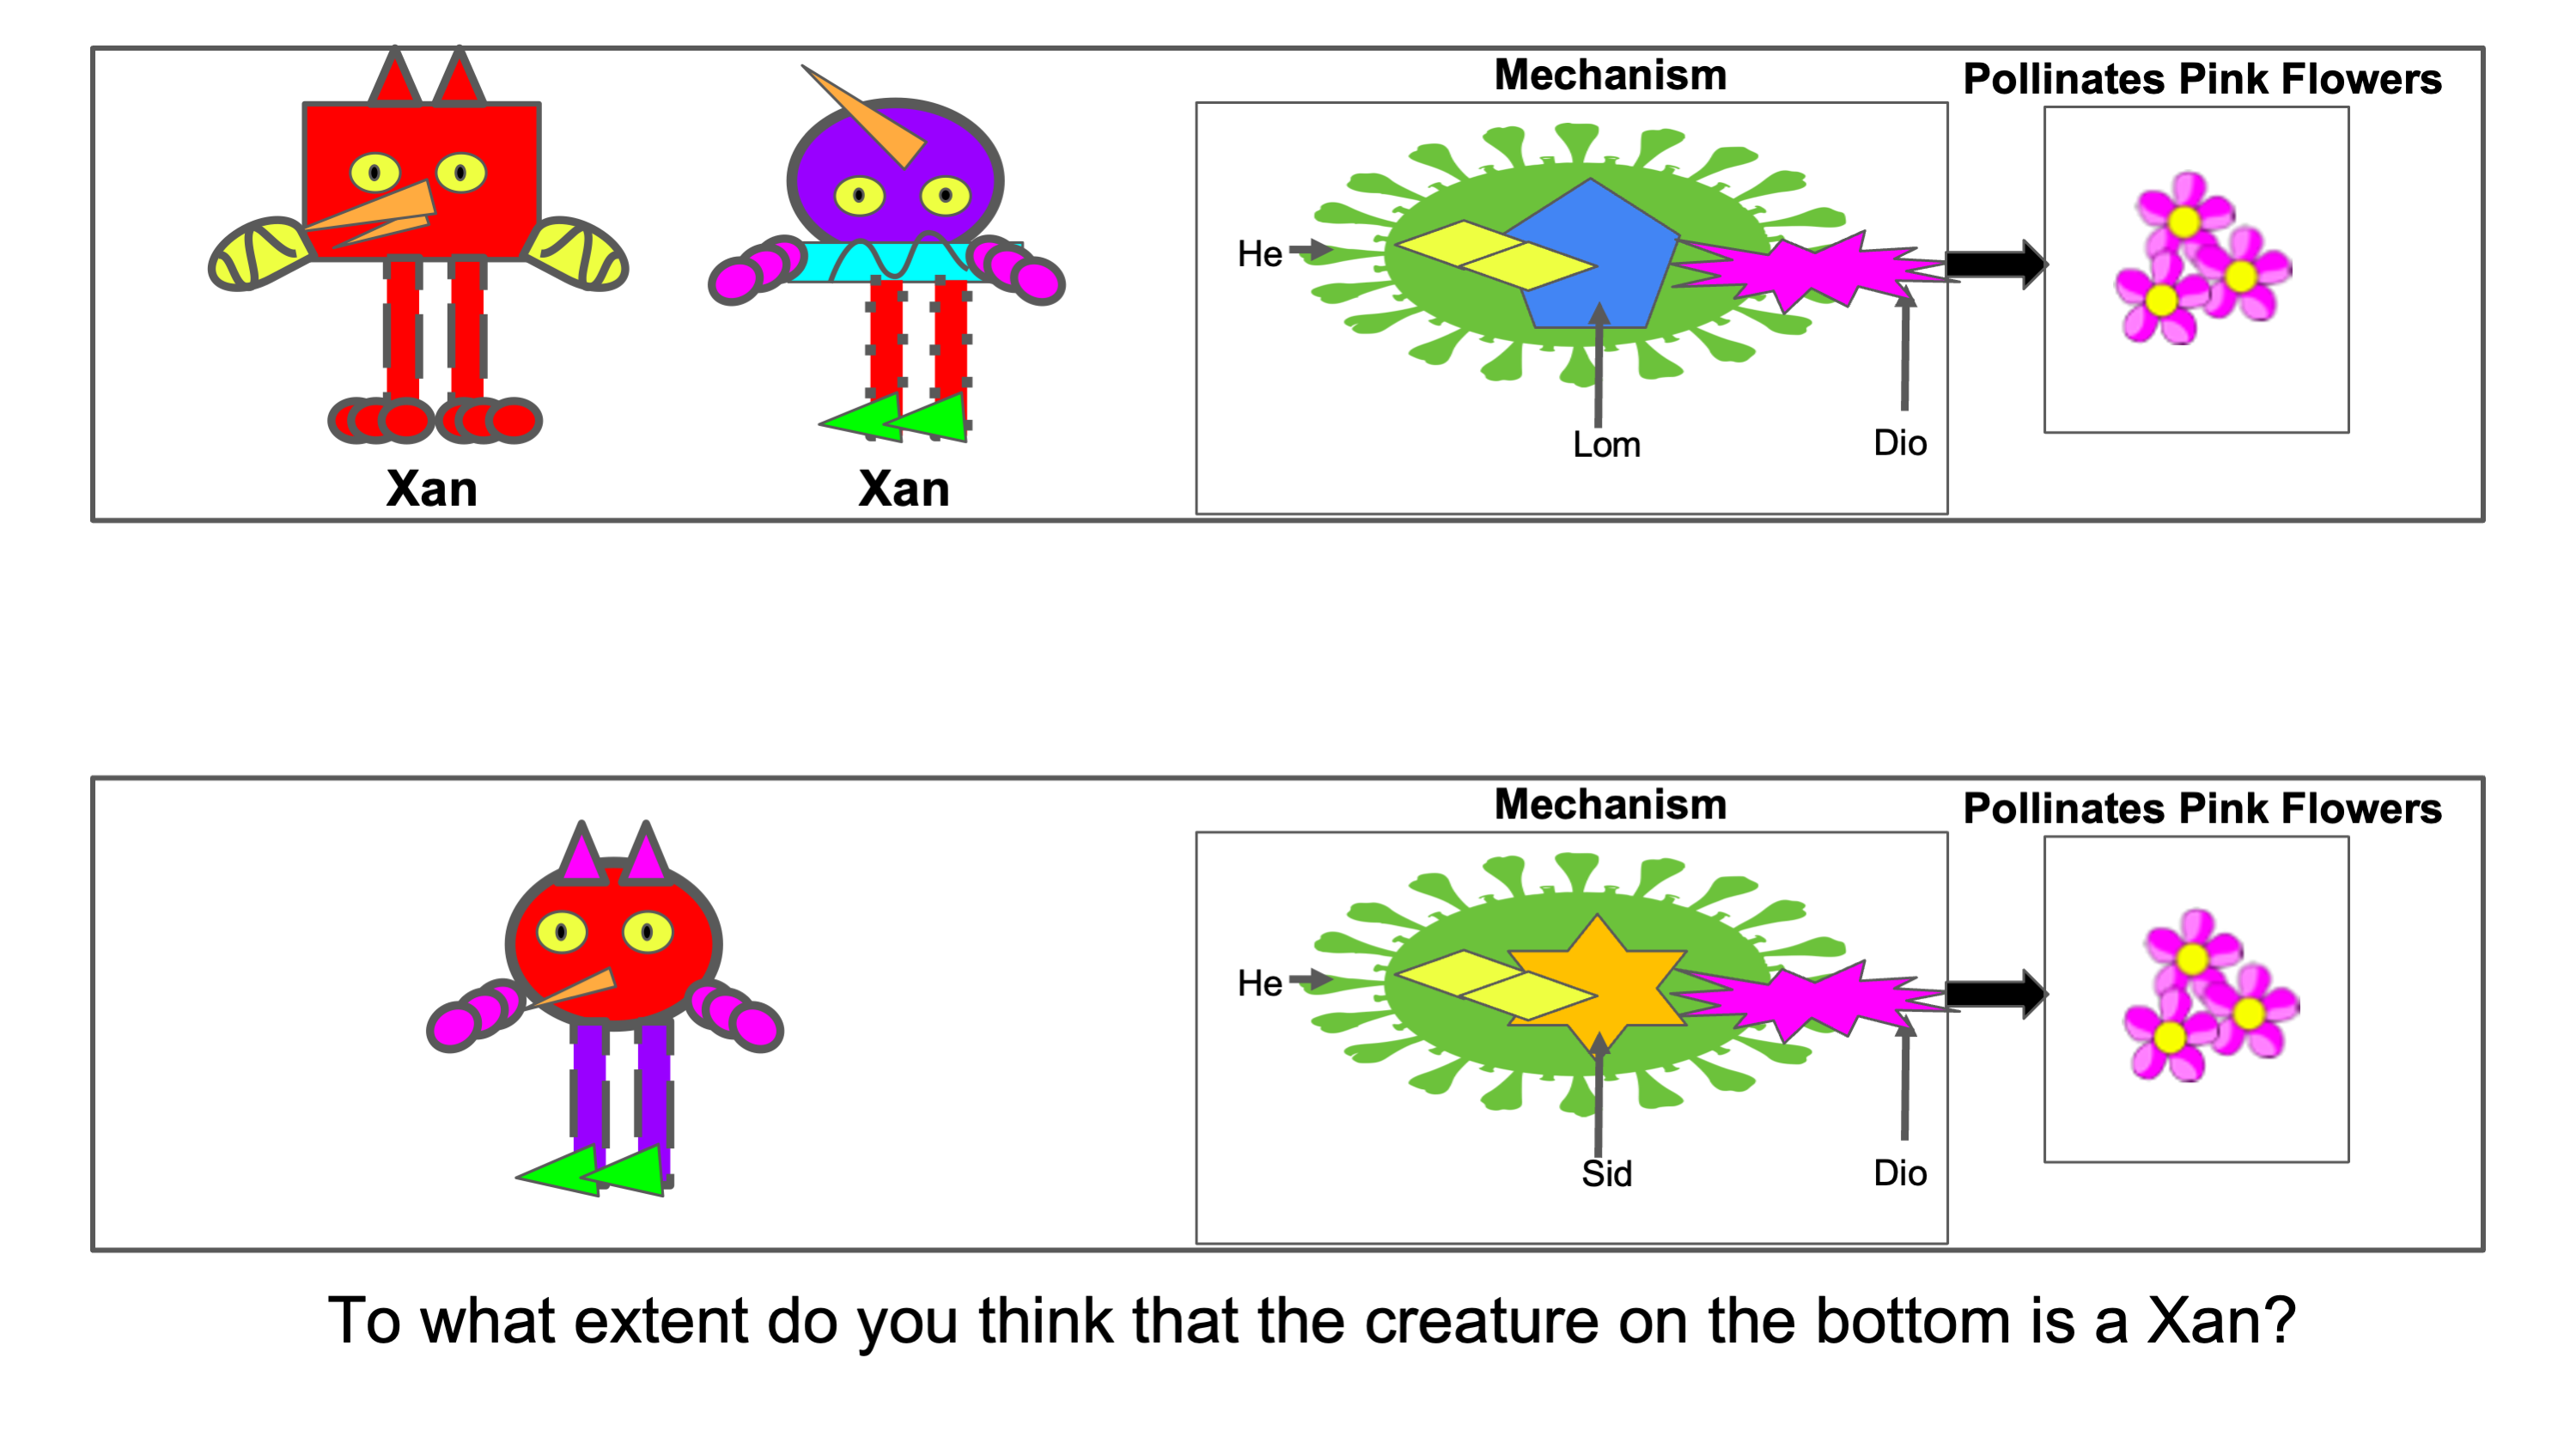 Mechanism
Pollinates Pink Flowers
He
Lom
Dio
Xan
Xan
Mechanism
Pollinates Pink Flowers
He
Sid
Dio
To what extent do you think that the creature on the bottom is a Xan?